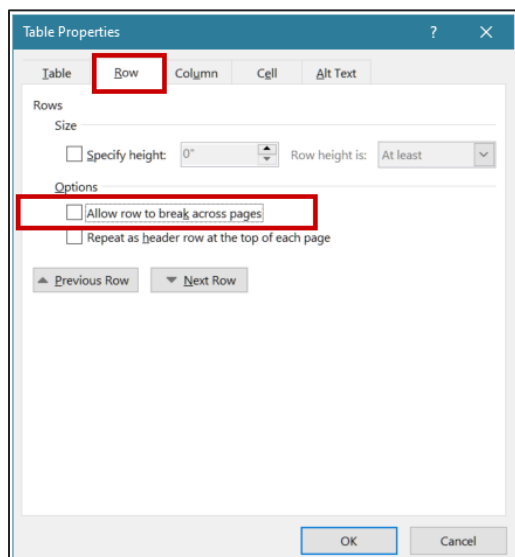 Table Properties ?
Table Row Column Cell Alt Text
Rows
Size
Specify height: 0" Row height is: At least
Options
Allow row to break across pages
Repeat as header row at the top of each page
Previous Row Next Row
OK Cancel